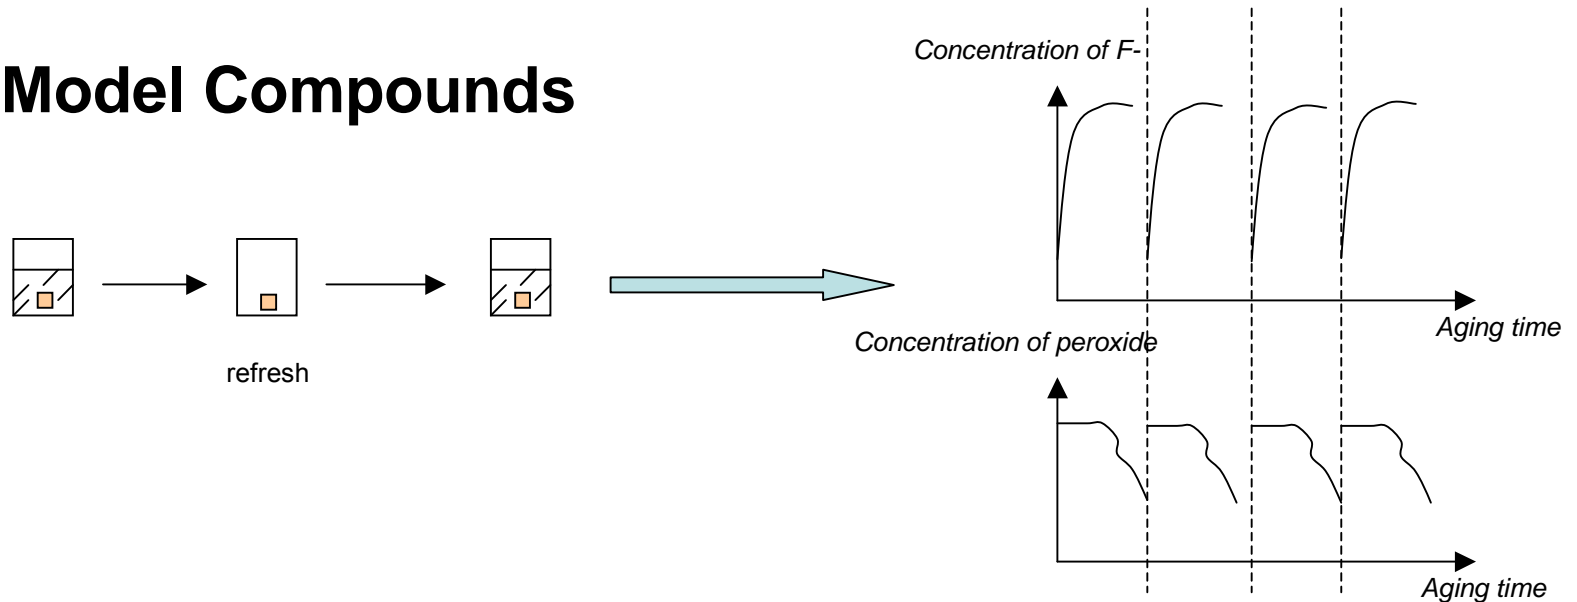 Model Compounds
refresh
Concentration of F-
Aging time
Concentration of peroxide
Aging time